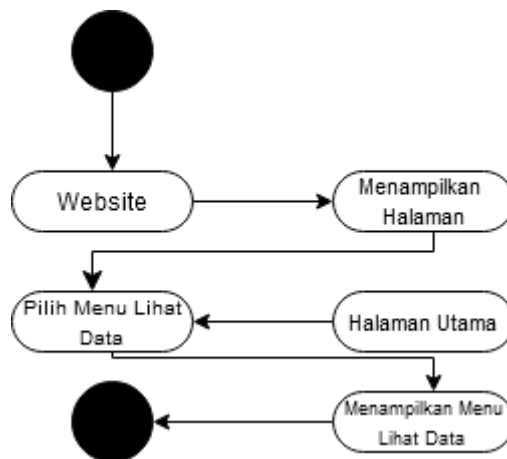 Website
Menampilkan
Halaman
Pilih Menu Lihat
Data
Halaman Utama
Menampilkan Menu
Lihat Data